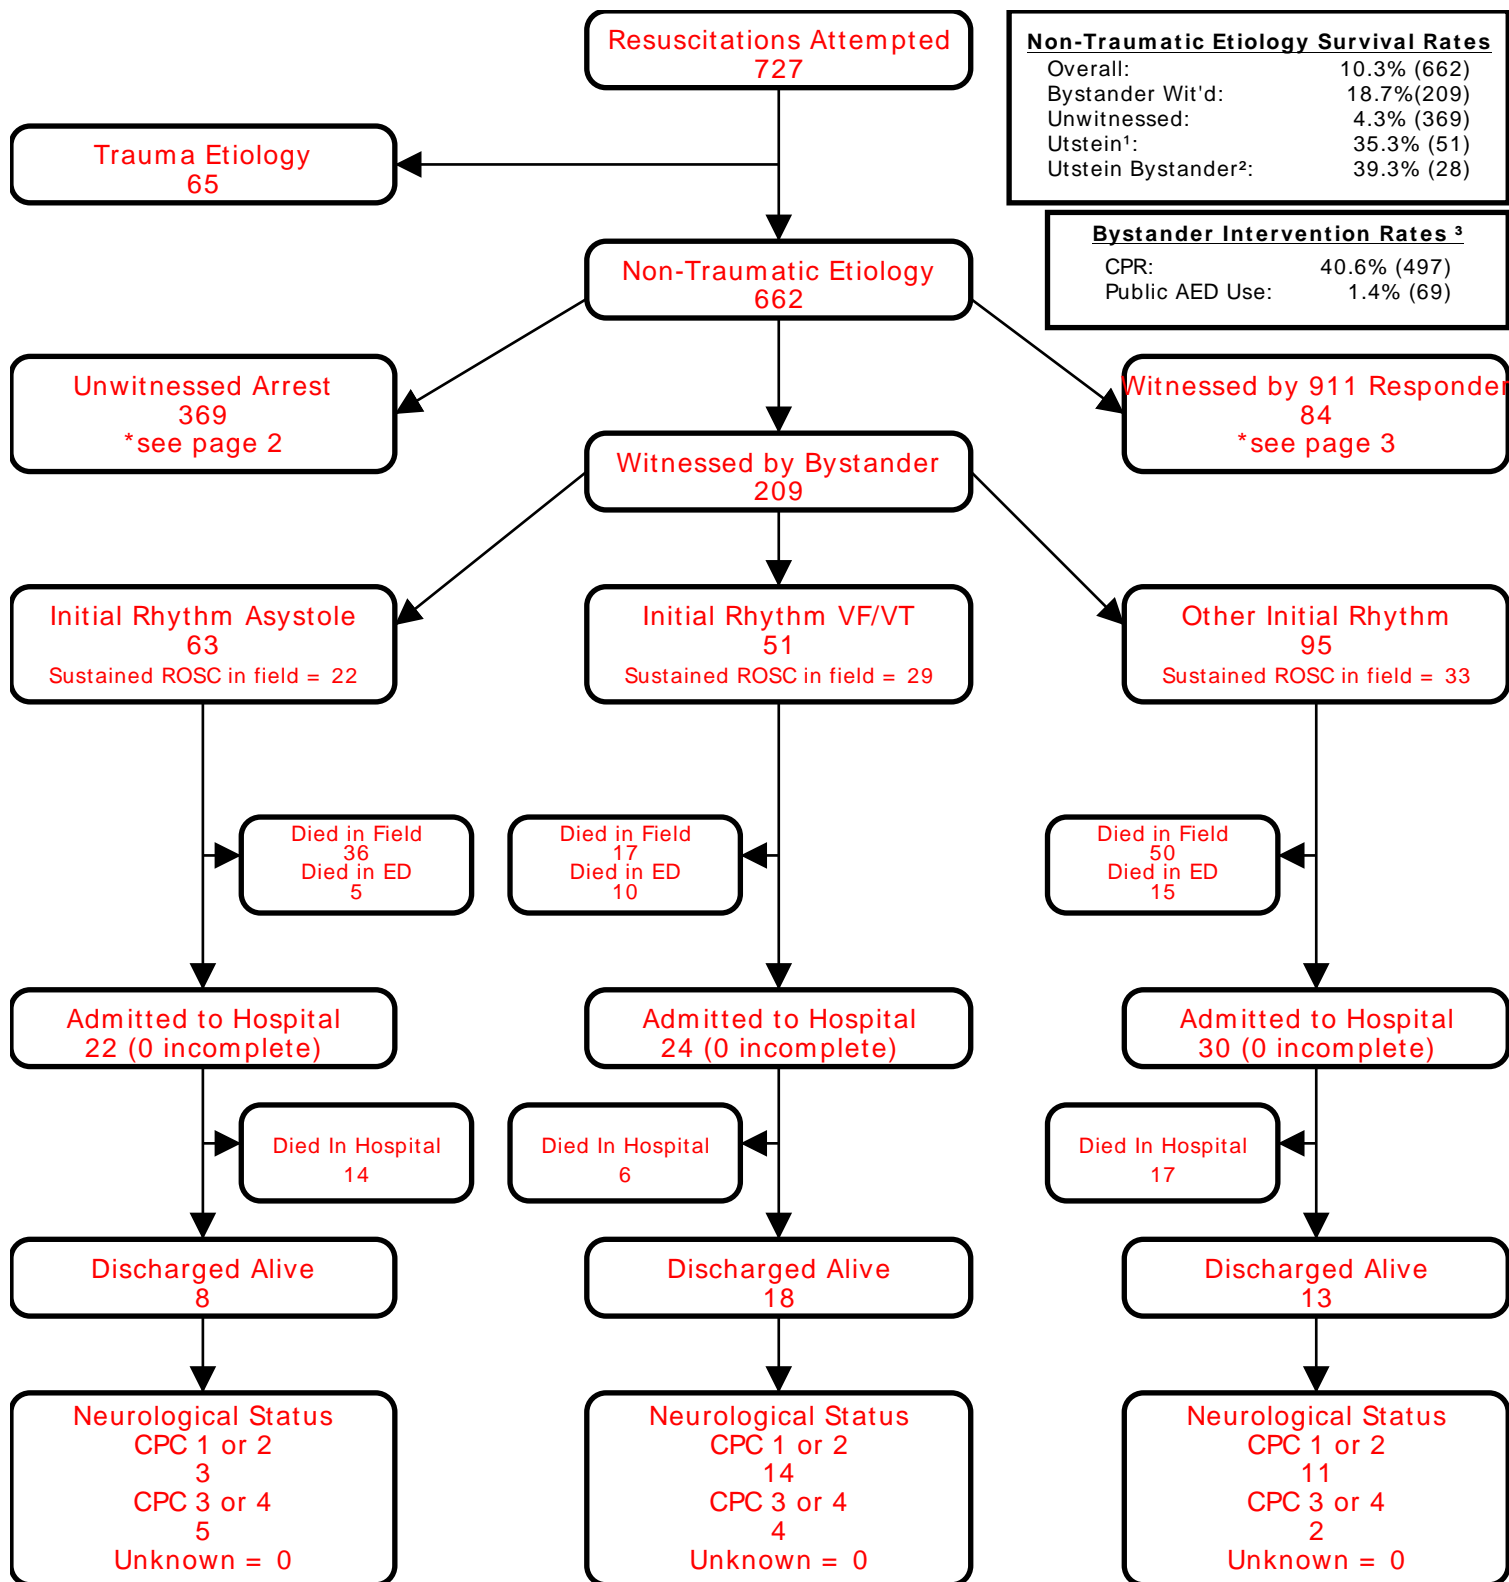 Resuscitations Attempted
727
Non-Traumatic Etiology Survival Rates
Overall: 10.3% (662)
Bystander Wit'd: 18.7%(209)
Unwitnessed: 4.3% (369)
Utstein¹: 35.3% (51)
Utstein Bystander²: 39.3% (28)
Trauma Etiology
65
Bystander Intervention Rates ³
CPR: 40.6% (497)
Public AED Use: 1.4% (69)
Non-Traumatic Etiology
662
Unwitnessed Arrest
369
*see page 2
Witnessed by Bystander
209
Witnessed by 911 Responder
84
*see page 3
Initial Rhythm Asystole
63
Sustained ROSC in field = 22
Initial Rhythm VF/VT
51
Sustained ROSC in field = 29
Other Initial Rhythm
95
Sustained ROSC in field = 33
Died in Field
36
Died in ED
5
Died in Field
17
Died in ED
10
Died in Field
50
Died in ED
15
Admitted to Hospital
22 (0 incomplete)
Admitted to Hospital
24 (0 incomplete)
Admitted to Hospital
30 (0 incomplete)
Died In Hospital
14
Died In Hospital
6
Died In Hospital
17
Discharged Alive
8
Discharged Alive
18
Discharged Alive
13
Neurological Status
CPC 1 or 2
3
CPC 3 or 4
5
Unknown = 0
Neurological Status
CPC 1 or 2
14
CPC 3 or 4
4
Unknown = 0
Neurological Status
CPC 1 or 2
11
CPC 3 or 4
2
Unknown = 0